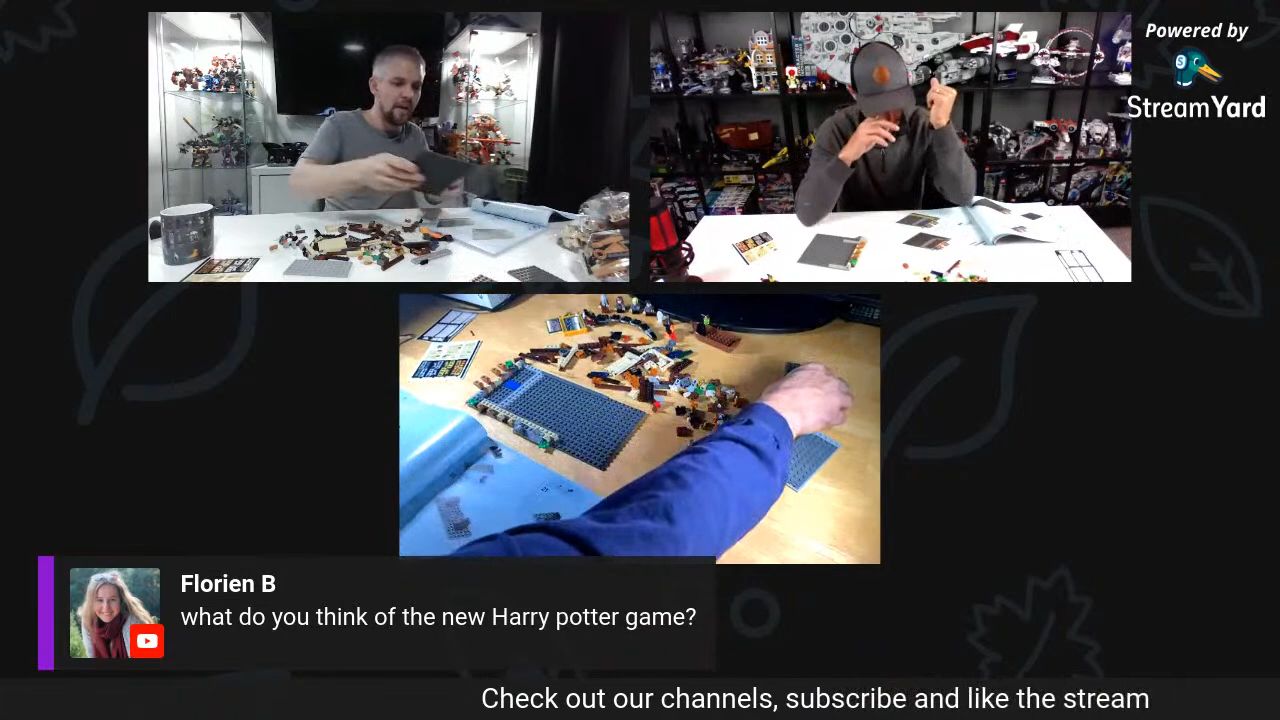 Powered by
StreamYard
Florien B
what do you think of the new Harry potter game?
Check out our channels, subscribe and like the stream